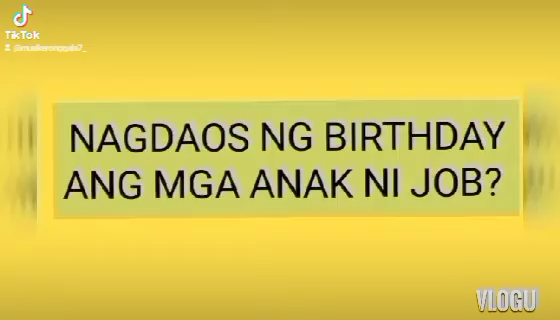 TikTok
NAGDAOS NG BIRTHDAY
ANG MGA ANAK NI JOB?
VLOGU